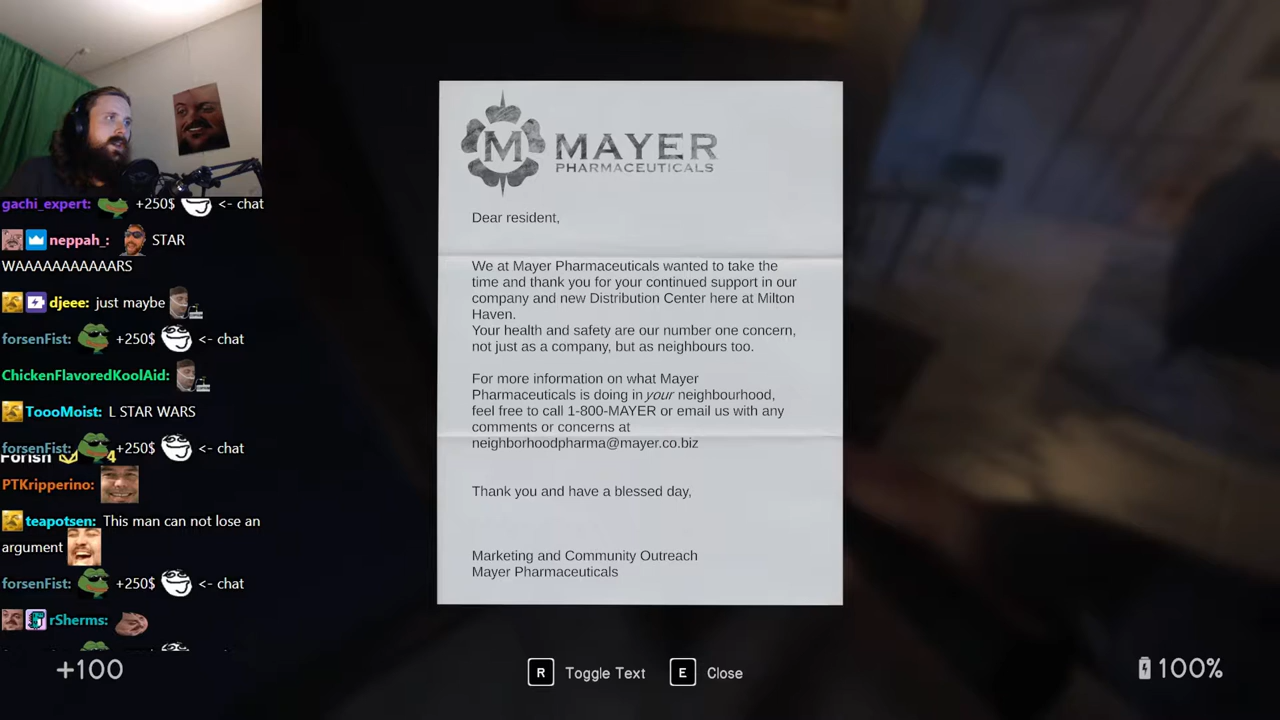 gachi_expert: +250$ <- chat
neppah_: STAR
WAAAAAAAAAAARS
djeee: just maybe
forsenFist: +250$ <- chat
ChickenFlavoredKoolAid:
ToooMoist: L STAR WARS
forsenFist: +250$ <- chat
PTKripperino:
teapotsen: This man can not lose an
argument
forsenFist: +250$ <- chat
rSherms:
+100
M MAYER
PHARMACEUTICALS
Dear resident,
We at Mayer Pharmaceuticals wanted to take the
time and thank you for your continued support in our
company and new Distribution Center here at Milton
Haven.
Your health and safety are our number one concern,
not just as a company, but as neighbours too.
For more information on what Mayer
Pharmaceuticals is doing in your neighbourhood,
feel free to call 1-800-MAYER or email us with any
comments or concerns at
neighborhoodpharma@mayer.co.biz
Thank you and have a blessed day,
Marketing and Community Outreach
Mayer Pharmaceuticals
R Toggle Text E Close
100%